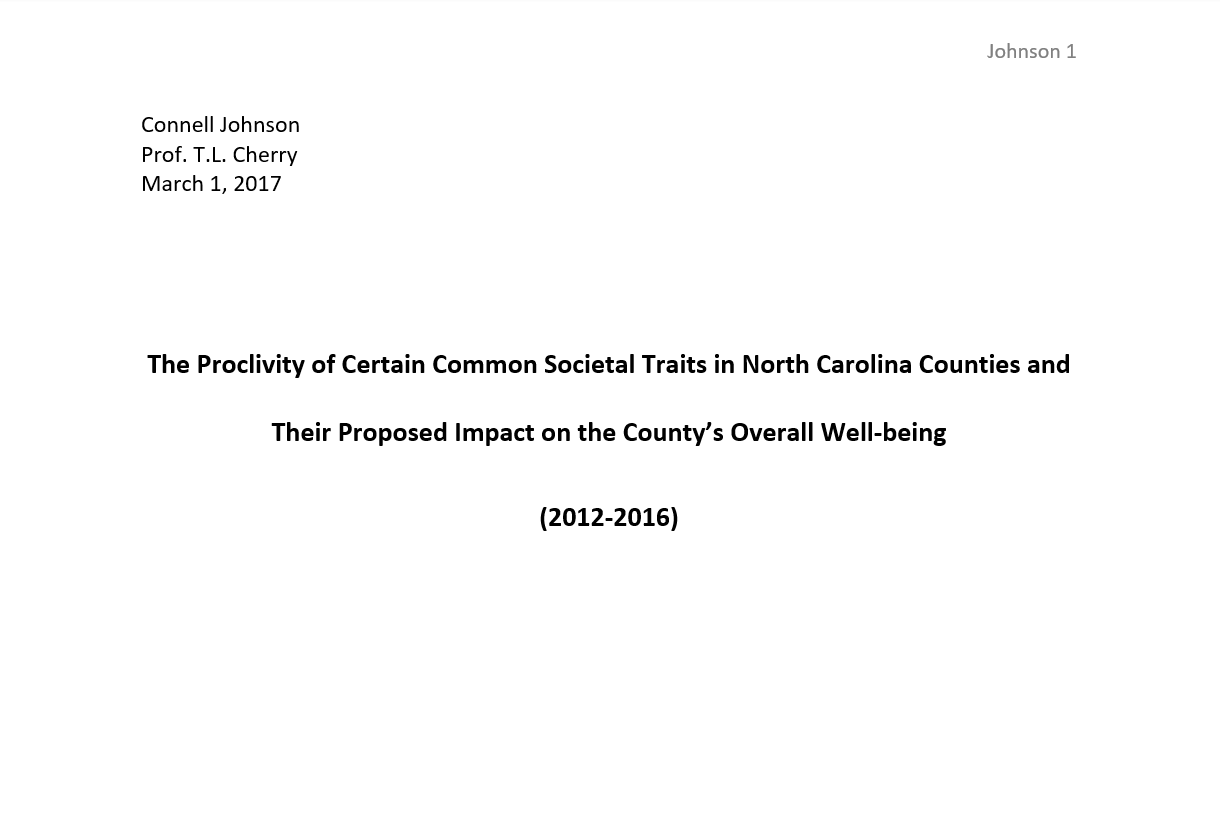 Johnson 1
Connell Johnson
Prof. T.L. Cherry
March 1, 2017
The Proclivity of Certain Common Societal Traits in North Carolina Counties and
Their Proposed Impact on the County’s Overall Well-being
(2012-2016)